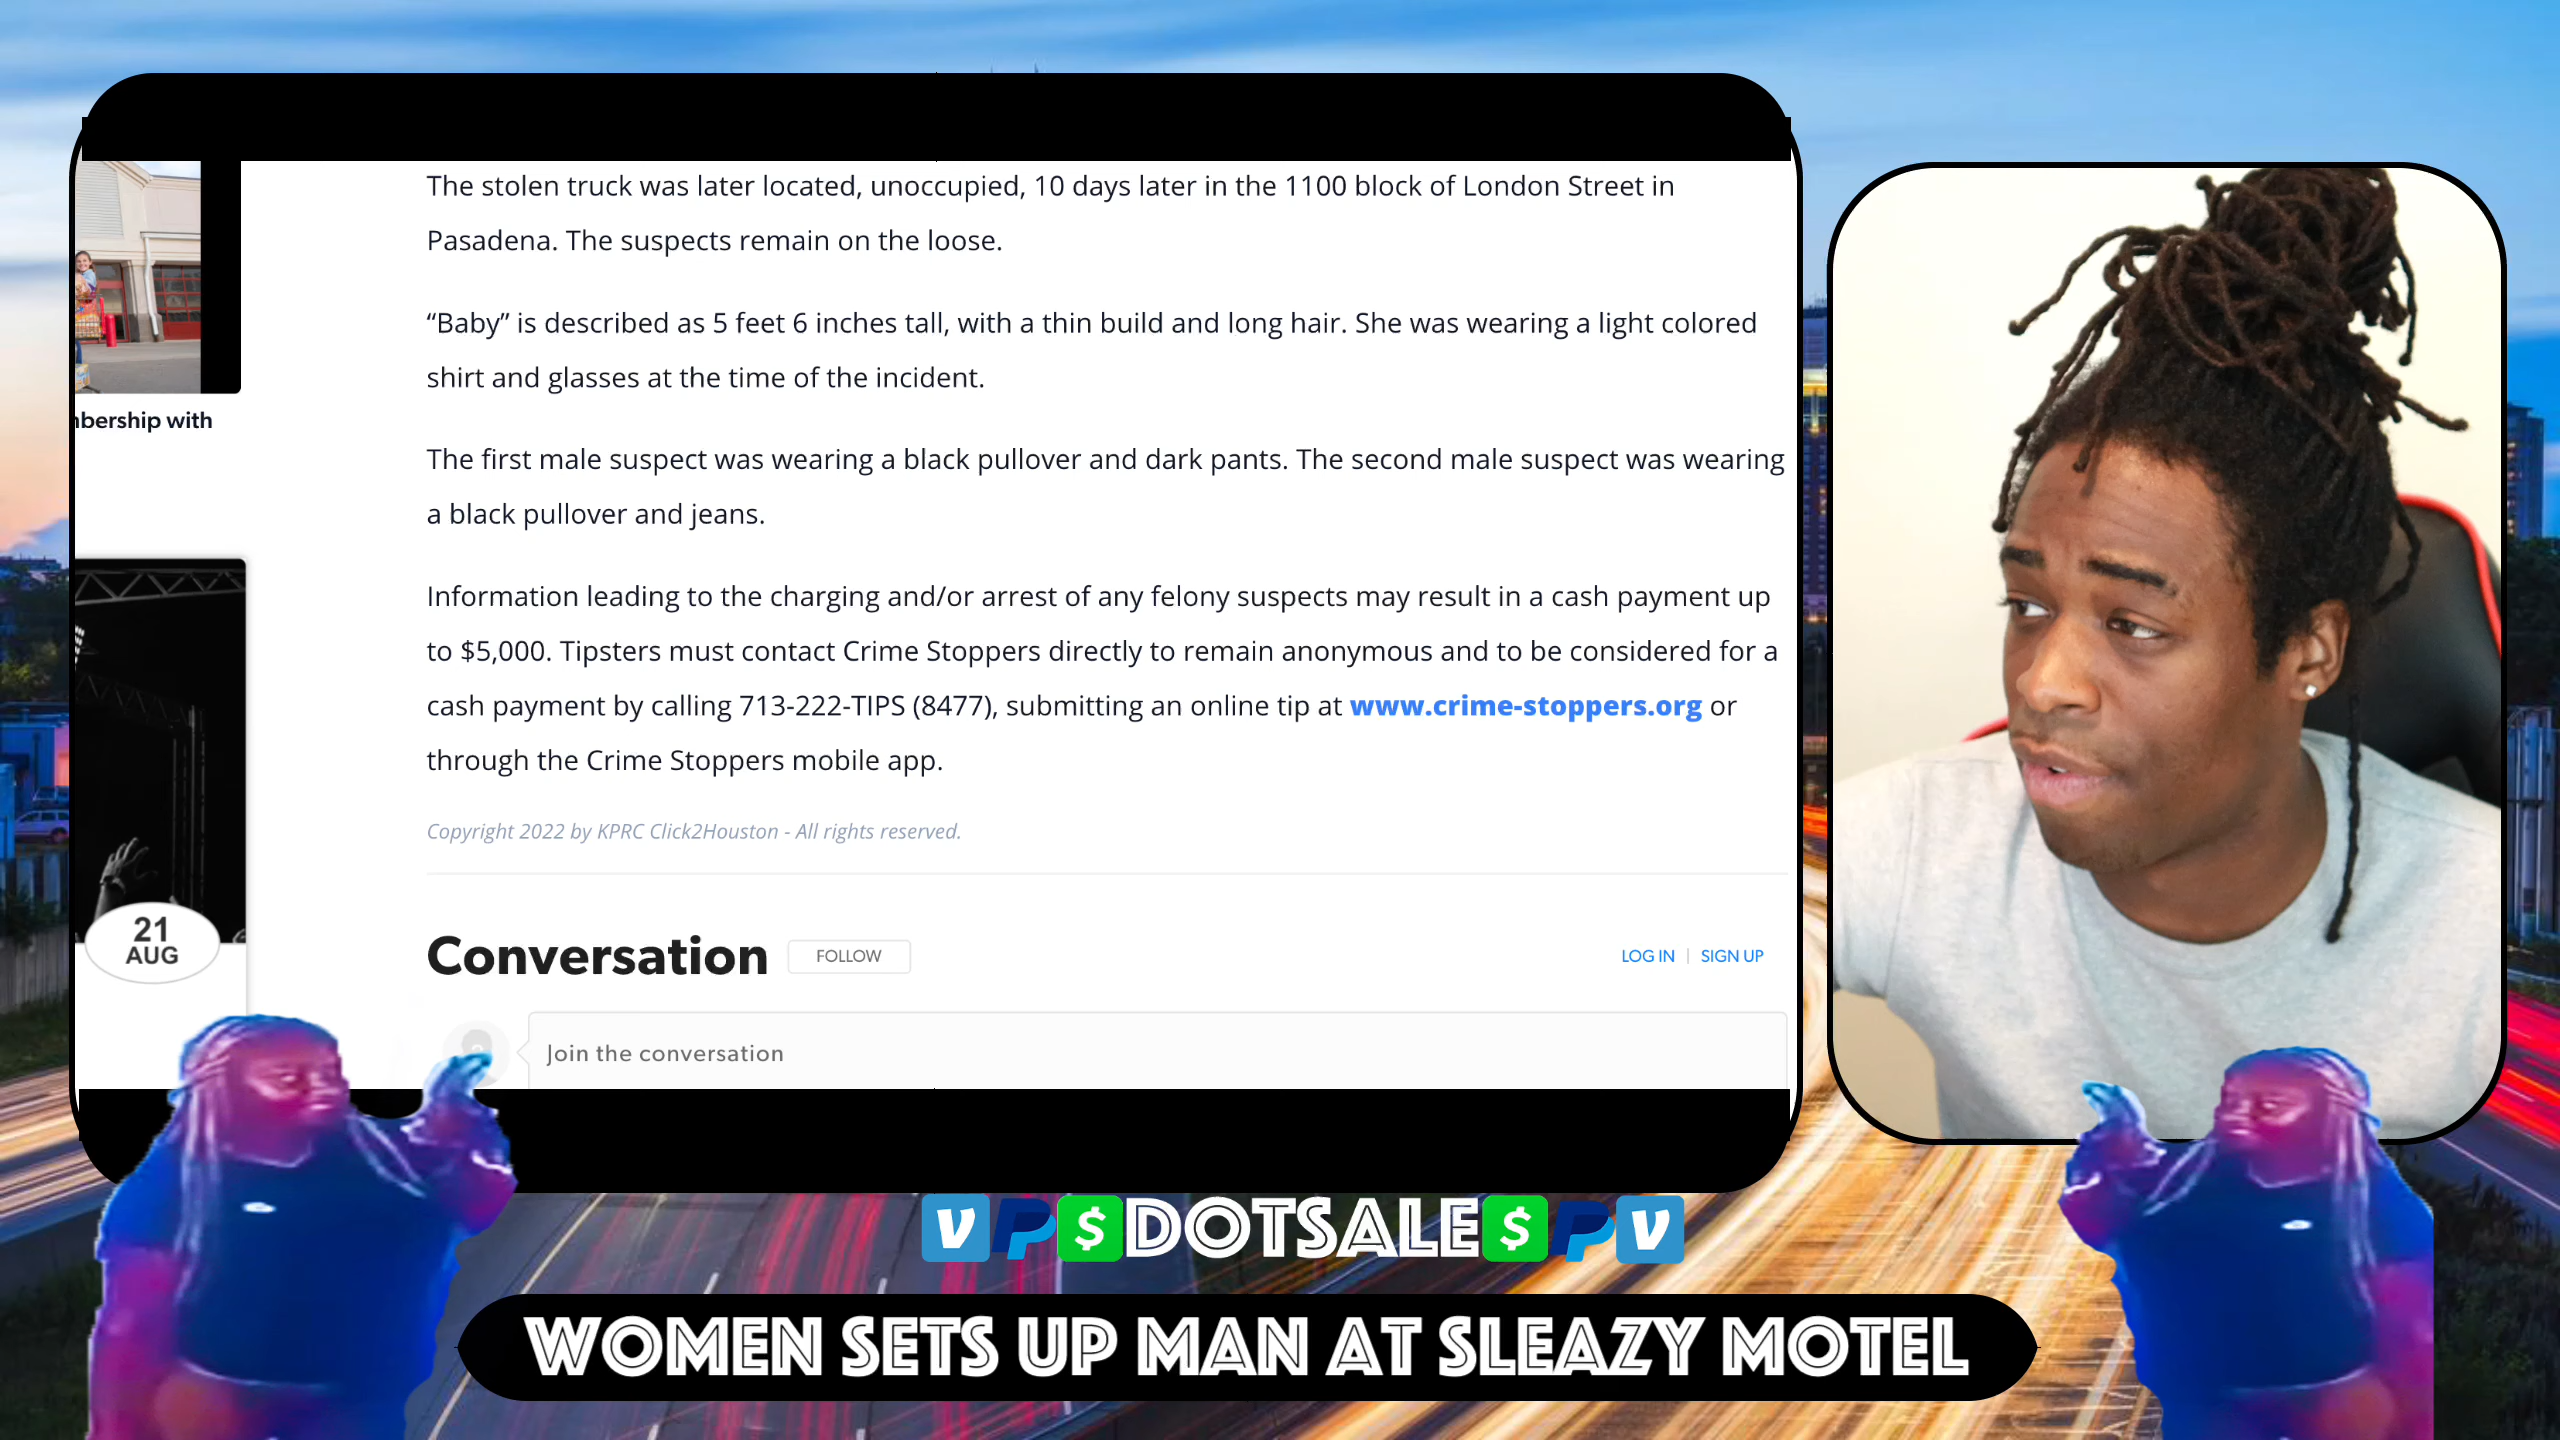 The stolen truck was later located, unoccupied, 10 days later in the 1100 block of London Street in
Pasadena. The suspects remain on the loose.
“Baby” is described as 5 feet 6 inches tall, with a thin build and long hair. She was wearing a light colored
shirt and glasses at the time of the incident.
mbership with
The first male suspect was wearing a black pullover and dark pants. The second male suspect was wearing
a black pullover and jeans.
Information leading to the charging and/or arrest of any felony suspects may result in a cash payment up
to $5,000. Tipsters must contact Crime Stoppers directly to remain anonymous and to be considered for a
cash payment by calling 713-222-TIPS (8477), submitting an online tip at www.crime-stoppers.org or
through the Crime Stoppers mobile app.
Copyright 2022 by KPRC Click2Houston - All rights reserved.
21
AUG
Conversation FOLLOW LOG IN | SIGN UP
Join the conversation
V P $DOTSALE$ P V
WOMEN SETS UP MAN AT SLEAZY MOTEL